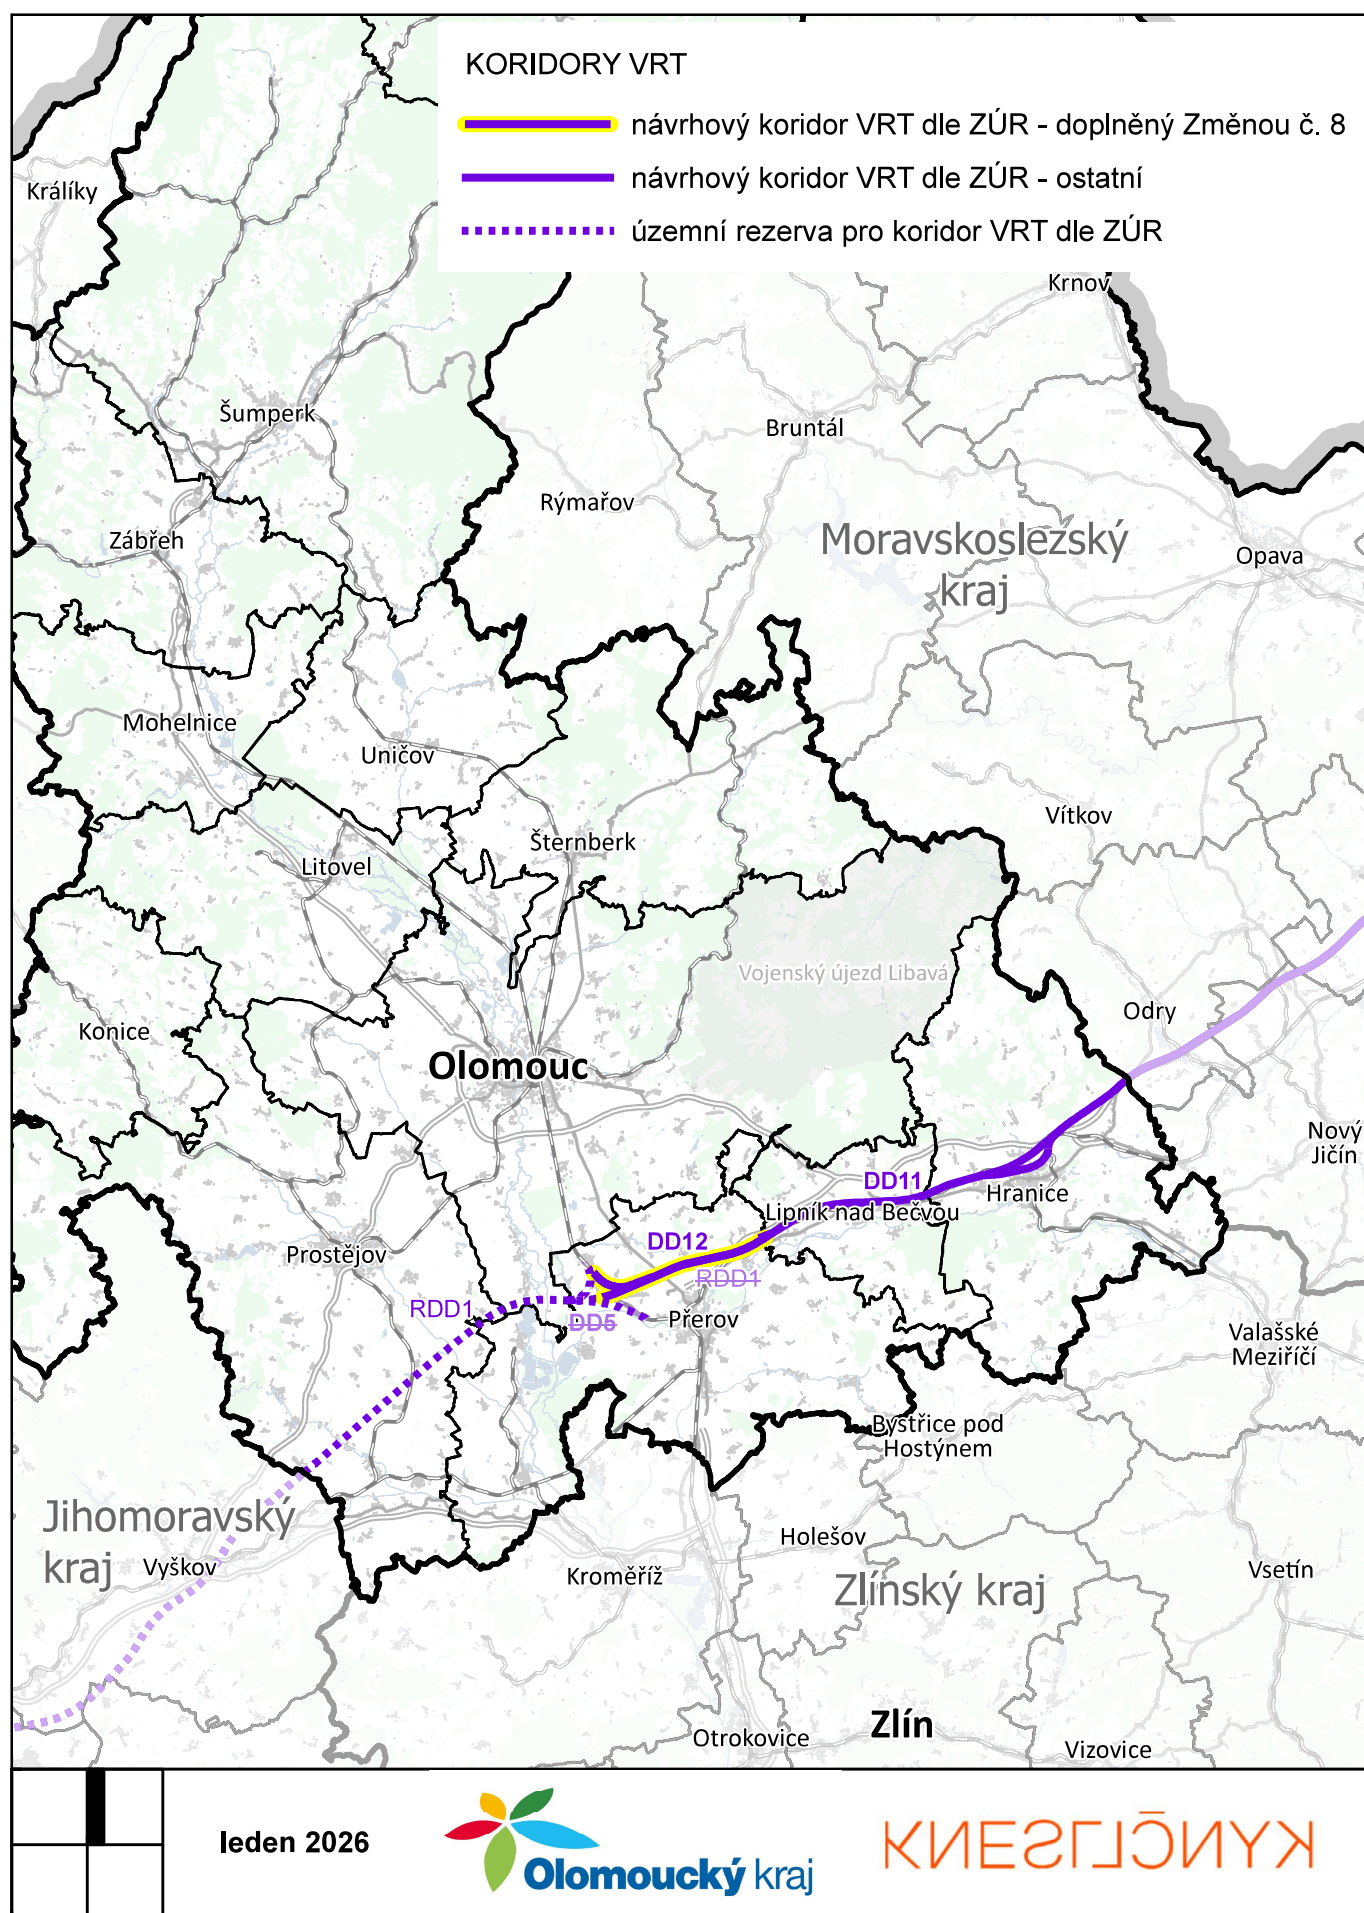 KORIDORY VRT
návrhový koridor VRT dle ZÚR - doplněný Změnou č. 8
návrhový koridor VRT dle ZÚR - ostatní
územní rezerva pro koridor VRT dle ZÚR
Králíky
Krnov
Šumperk
Bruntál
Rýmařov
Zábřeh
Moravskoslezský
kraj
Opava
Mohelnice
Uničov
Vítkov
Šternberk
Litovel
Vojenský újezd Libavá
Odry
Konice
Olomouc
Nový
Jičín
DD11
Hranice
Lipník nad Bečvou
DD12
Prostějov
RDD1
RDD1
DD5
Přerov
Valašské
Meziříčí
Bystřice pod
Hostýnem
Jihomoravský
kraj
Holešov
Vyškov
Kroměříž
Vsetín
Zlínský kraj
Zlín
Otrokovice
Vizovice
leden 2026
Olomoucký kraj
KNESL KYNČL